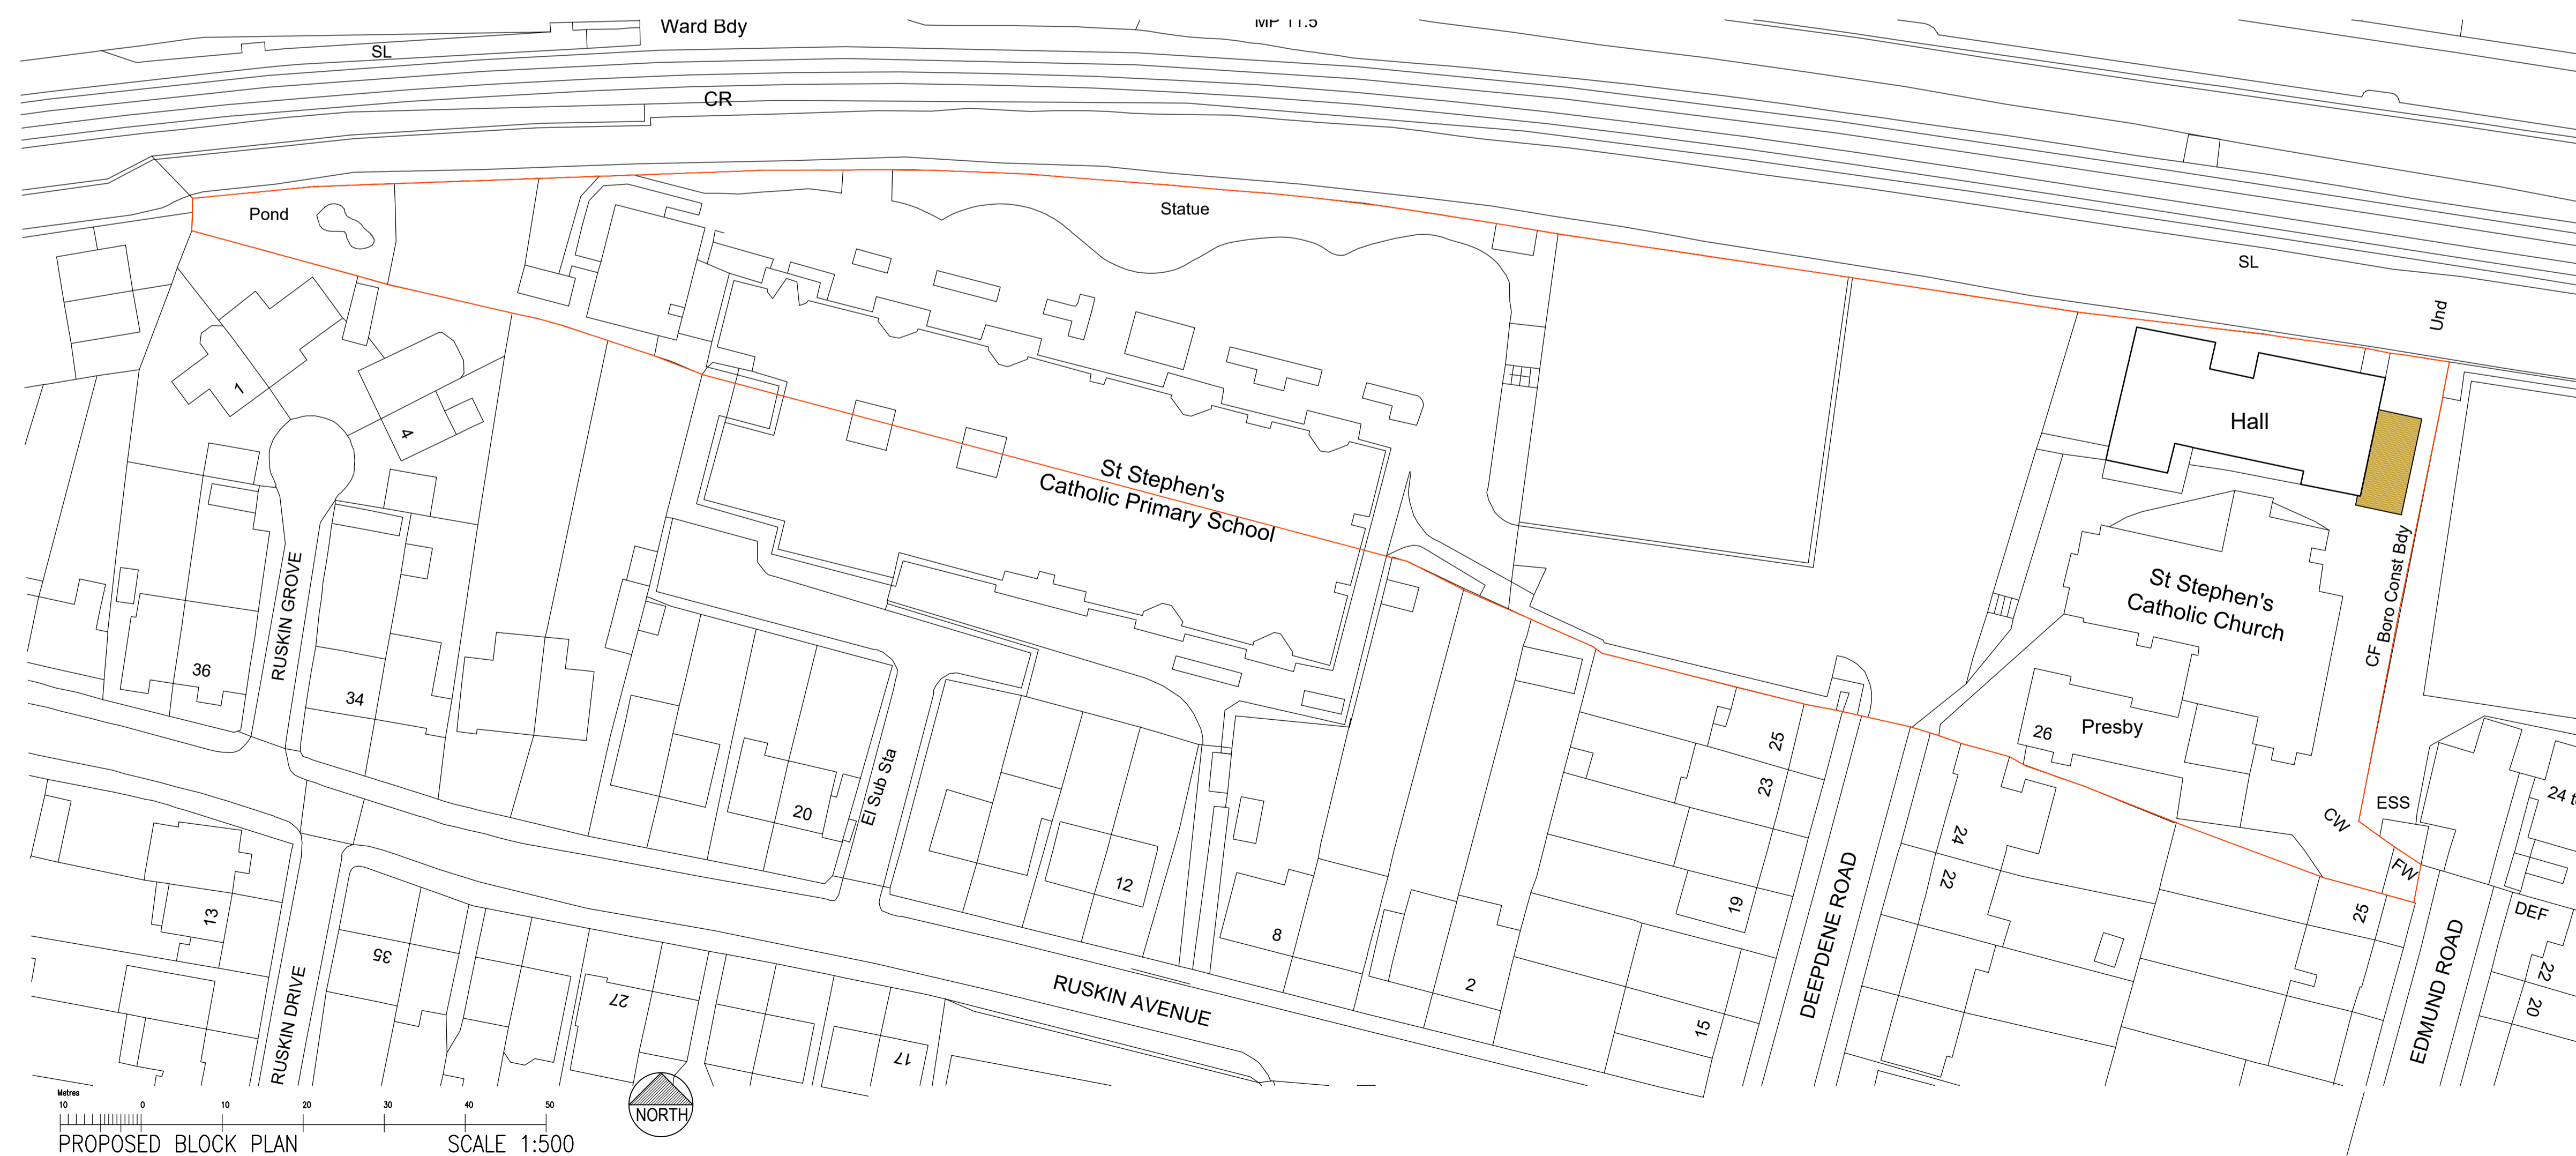 Ward Bdy
MP 11.5
SL
CR
Pond
Statue
SL
Und
1
4
Hall
St Stephen's
Catholic Primary School
CF Boro Const Bdy
St Stephen's
Catholic Church
RUSKIN GROVE
36
34
26
Presby
25
23
20
El Sub Sta
ESS
CW
FW
24
22
12
19
8
2
15
13
35
27
17
RUSKIN AVENUE
DEEPDENE ROAD
25
DEF
22
20
EDMUND ROAD
RUSKIN DRIVE
24 t
Metres
10 0 10 20 30 40 50
NORTH
PROPOSED BLOCK PLAN SCALE 1:500